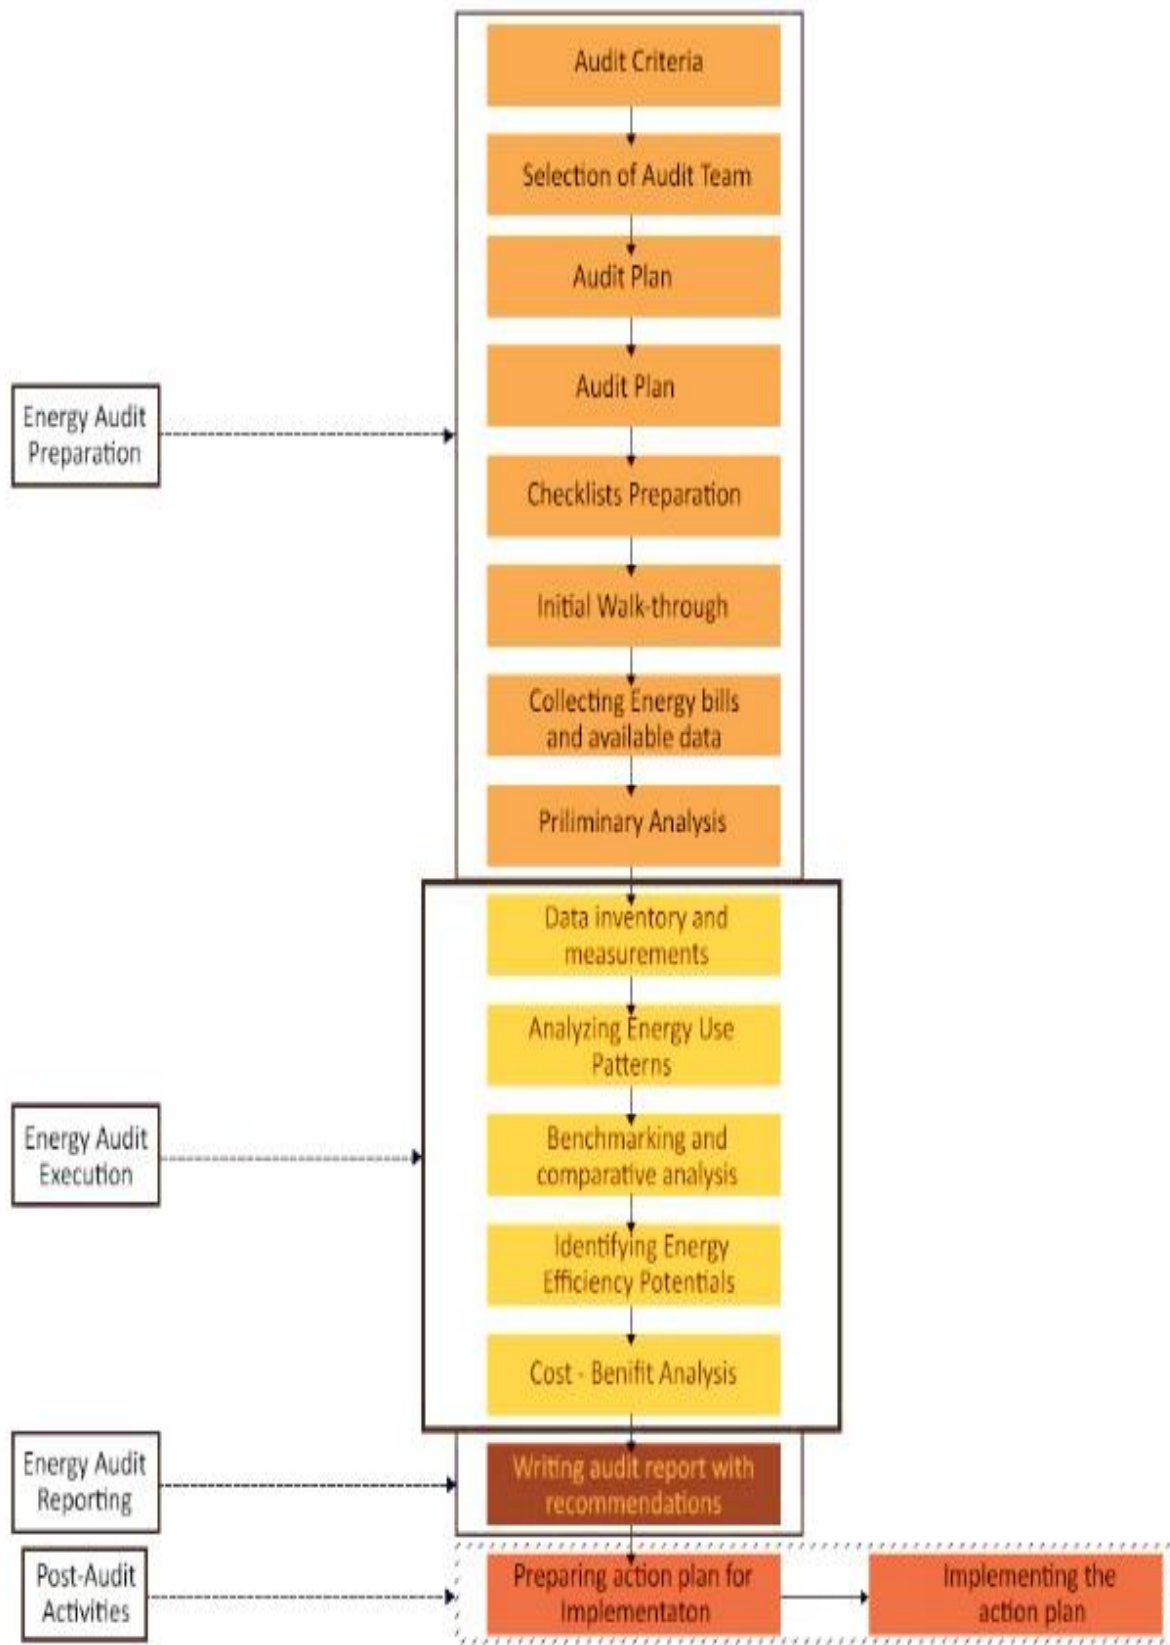 Audit Criteria
Selection of Audit Team
Audit Plan
Audit Plan
Energy Audit
Preparation
Checklists Preparation
Initial Walk-through
Collecting Energy bills
and available data
Priliminary Analysis
Data inventory and
measurements
Analyzing Energy Use
Patterns
Energy Audit
Execution
Benchmarking and
comparative analysis
Identifying Energy
Efficiency Potentials
Cost - Benifit Analysis
Energy Audit
Reporting
Writing audit report with
recommendations
Post-Audit
Activities
Preparing action plan for
Implementaton
Implementing the
action plan